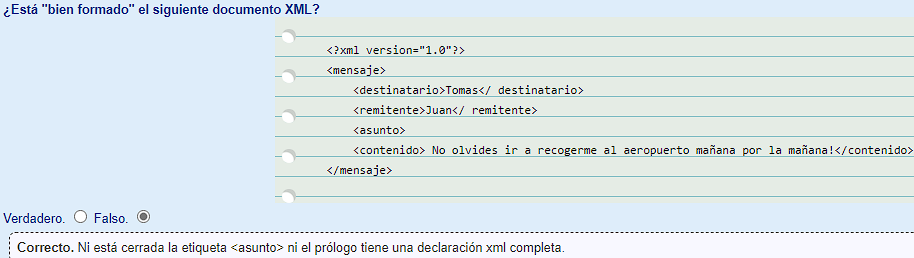 ¿Está "bien formado" el siguiente documento XML?
<?xml version="1.0"?>
<mensaje>
<destinatario>Tomas</ destinatario>
<remitente>Juan</ remitente>
<asunto>
<contenido> No olvides ir a recogerme al aeropuerto mañana por la mañana!</contenido>
</mensaje>
Verdadero. Falso.
Correcto. Ni está cerrada la etiqueta <asunto> ni el prólogo tiene una declaración xml completa.